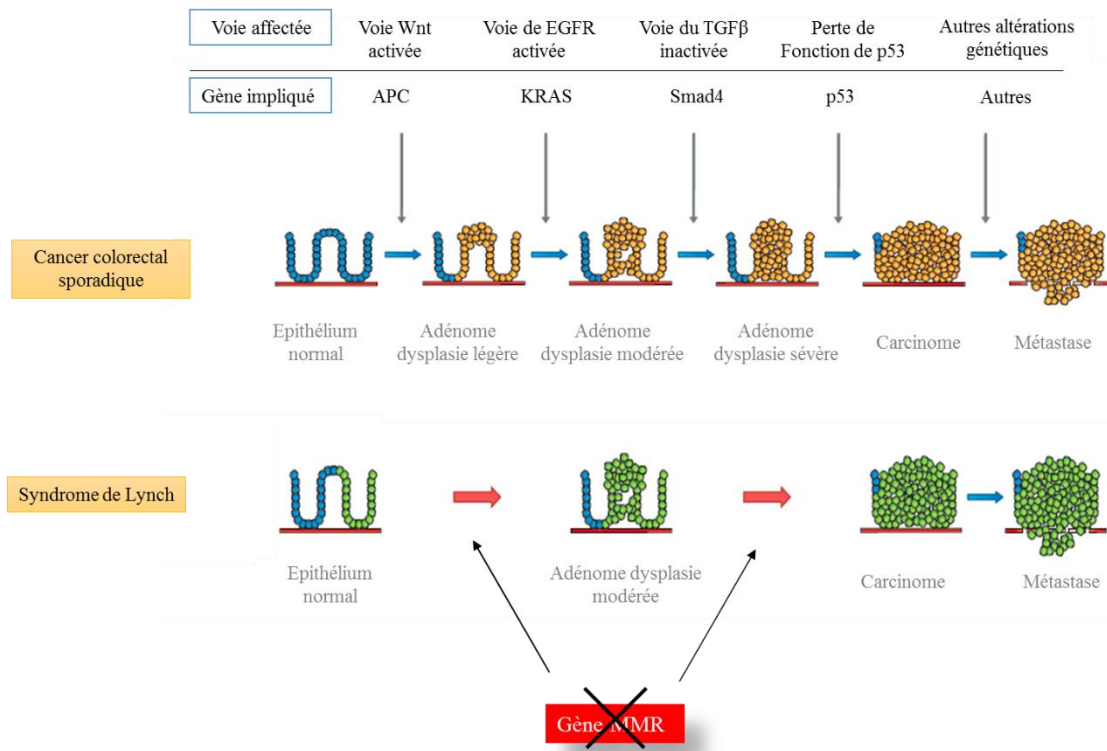 Voie affectée
Voie Wnt
activée
Voie de EGFR
activée
Voie du TGFβ
inactivée
Perte de
Fonction de p53
Autres altérations
génétiques
Gène impliqué
APC
KRAS
Smad4
p53
Autres
Cancer colorectal
sporadique
Epithélium
normal
Adénome
dysplasie légère
Adénome
dysplasie modérée
Adénome
dysplasie sévère
Carcinome
Métastase
Syndrome de Lynch
Epithélium
normal
Adénome dysplasie
modérée
Carcinome
Métastase
Gène MMR